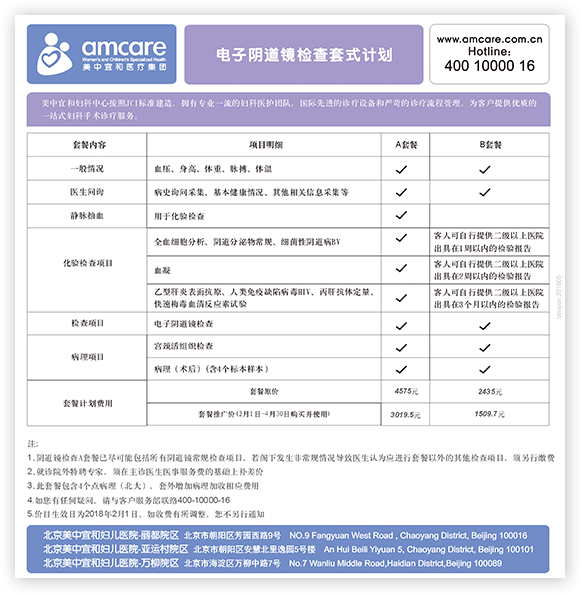 amcare
Women's and Children's Specialized Health
美中宜和医疗集团
电子阴道镜检查套式计划
www.amcare.com.cn
Hotline:
400 10000 16
美中宜和妇科中心按照JCI标准建造，拥有专业一流的妇科医护团队、国际先进的诊疗设备和严苛的诊疗流程管理，为客户提供优质的
一站式妇科手术诊疗服务。
套餐内容 项目明细 A套餐 B套餐
一般情况 血压、身高、体重、脉搏、体温 ✓ ✓
医生问询 病史询问采集、基本健康情况、其他相关信息采集等 ✓ ✓
静脉抽血 用于化验检查 ✓
化验检查项目 全血细胞分析、阴道分泌物常规、细菌性阴道病BV ✓ 客人可自行提供二级以上医院
出具在1周以内的检验报告
血凝 ✓ 客人可自行提供二级以上医院
出具在2周以内的检验报告
乙型肝炎表面抗原、人类免疫缺陷病毒HIV、丙肝抗体定量、
快速梅毒血清反应素试验 ✓ 客人可自行提供二级以上医院
出具在3个月以内的检验报告
检查项目 电子阴道镜检查 ✓ ✓
病理项目 宫颈活组织检查 ✓ ✓
病理（术后）(含4个标本样本） ✓ ✓
套餐计划费用 套餐原价 4575元 2435元
套餐推广价(2月1日-4月30日购买并使用) 3019.5元 1509.7元
Version 201805
注:
1.阴道镜检查A套餐已尽可能包括所有阴道镜常规检查项目，若阁下发生非常规情况导致医生认为应进行套餐以外的其他检查项目，须另行缴费
2.就诊院外特聘专家，须在主诊医生医事服务费的基础上补差价
3.此套餐包含4个点病理（北大），套外增加病理加收相应费用
4.如您有任何疑问，请与客户服务部联络400-10000-16
5.价目生效日为2018年2月1日，如收费有所调整，恕不另行通知
北京美中宜和妇儿医院-丽都院区 北京市朝阳区芳园西路9号 NO.9 Fangyuan West Road , Chaoyang District, Beijing 100016
北京美中宜和妇儿医院-亚运村院区 北京市朝阳区安慧北里逸园5号楼 An Hui Beili Yiyuan 5, Chaoyang District, Beijing 100101
北京美中宜和妇儿医院-万柳院区 北京市海淀区万柳中路7号 No.7 Wanliu Middle Road,Haidian District,Beijing 100089